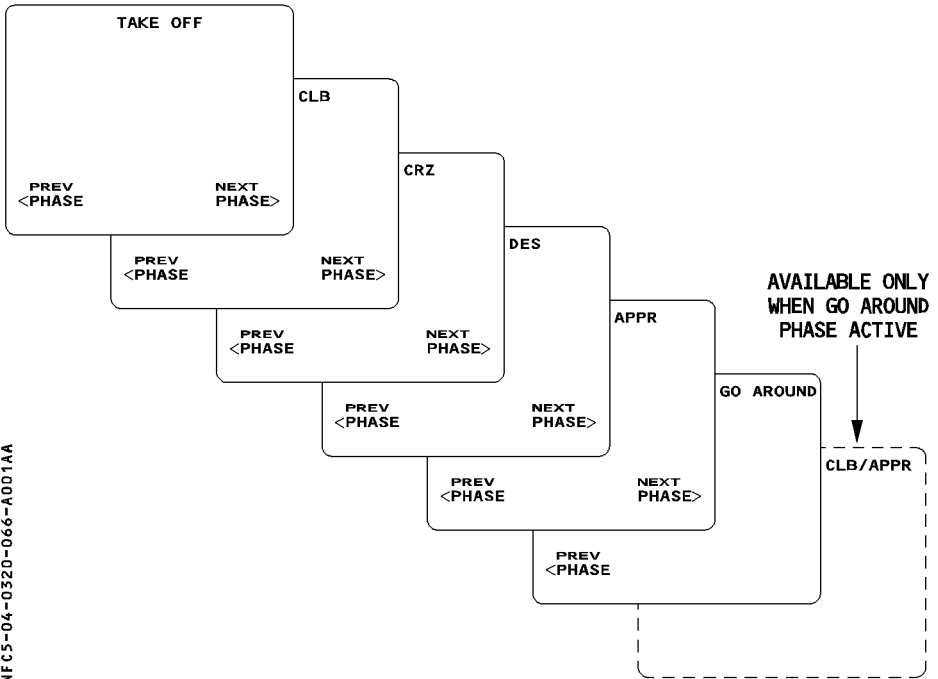 TAKE OFF
PREV
<PHASE
NEXT
PHASE>
CLB
PREV
<PHASE
NEXT
PHASE>
CRZ
PREV
<PHASE
NEXT
PHASE>
DES
PREV
<PHASE
NEXT
PHASE>
APPR
PREV
<PHASE
NEXT
PHASE>
GO AROUND
PREV
<PHASE
AVAILABLE ONLY
WHEN GO AROUND
PHASE ACTIVE
CLB/APPR
NFC5-04-0320-066-A001AA